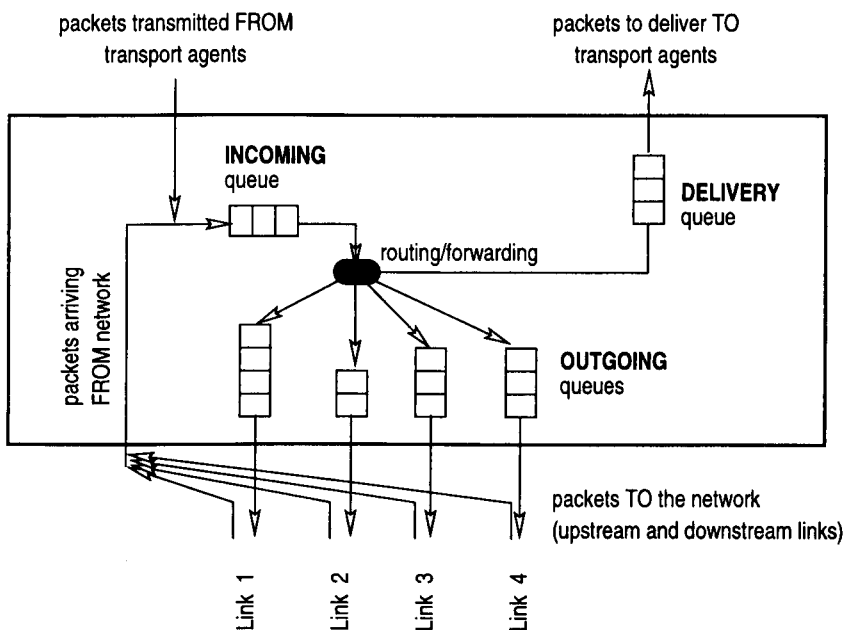 packets transmitted FROM
transport agents
packets to deliver TO
transport agents
INCOMING
queue
DELIVERY
queue
routing/forwarding
packets arriving
FROM network
OUTGOING
queues
packets TO the network
(upstream and downstream links)
Link 1
Link 2
Link 3
Link 4